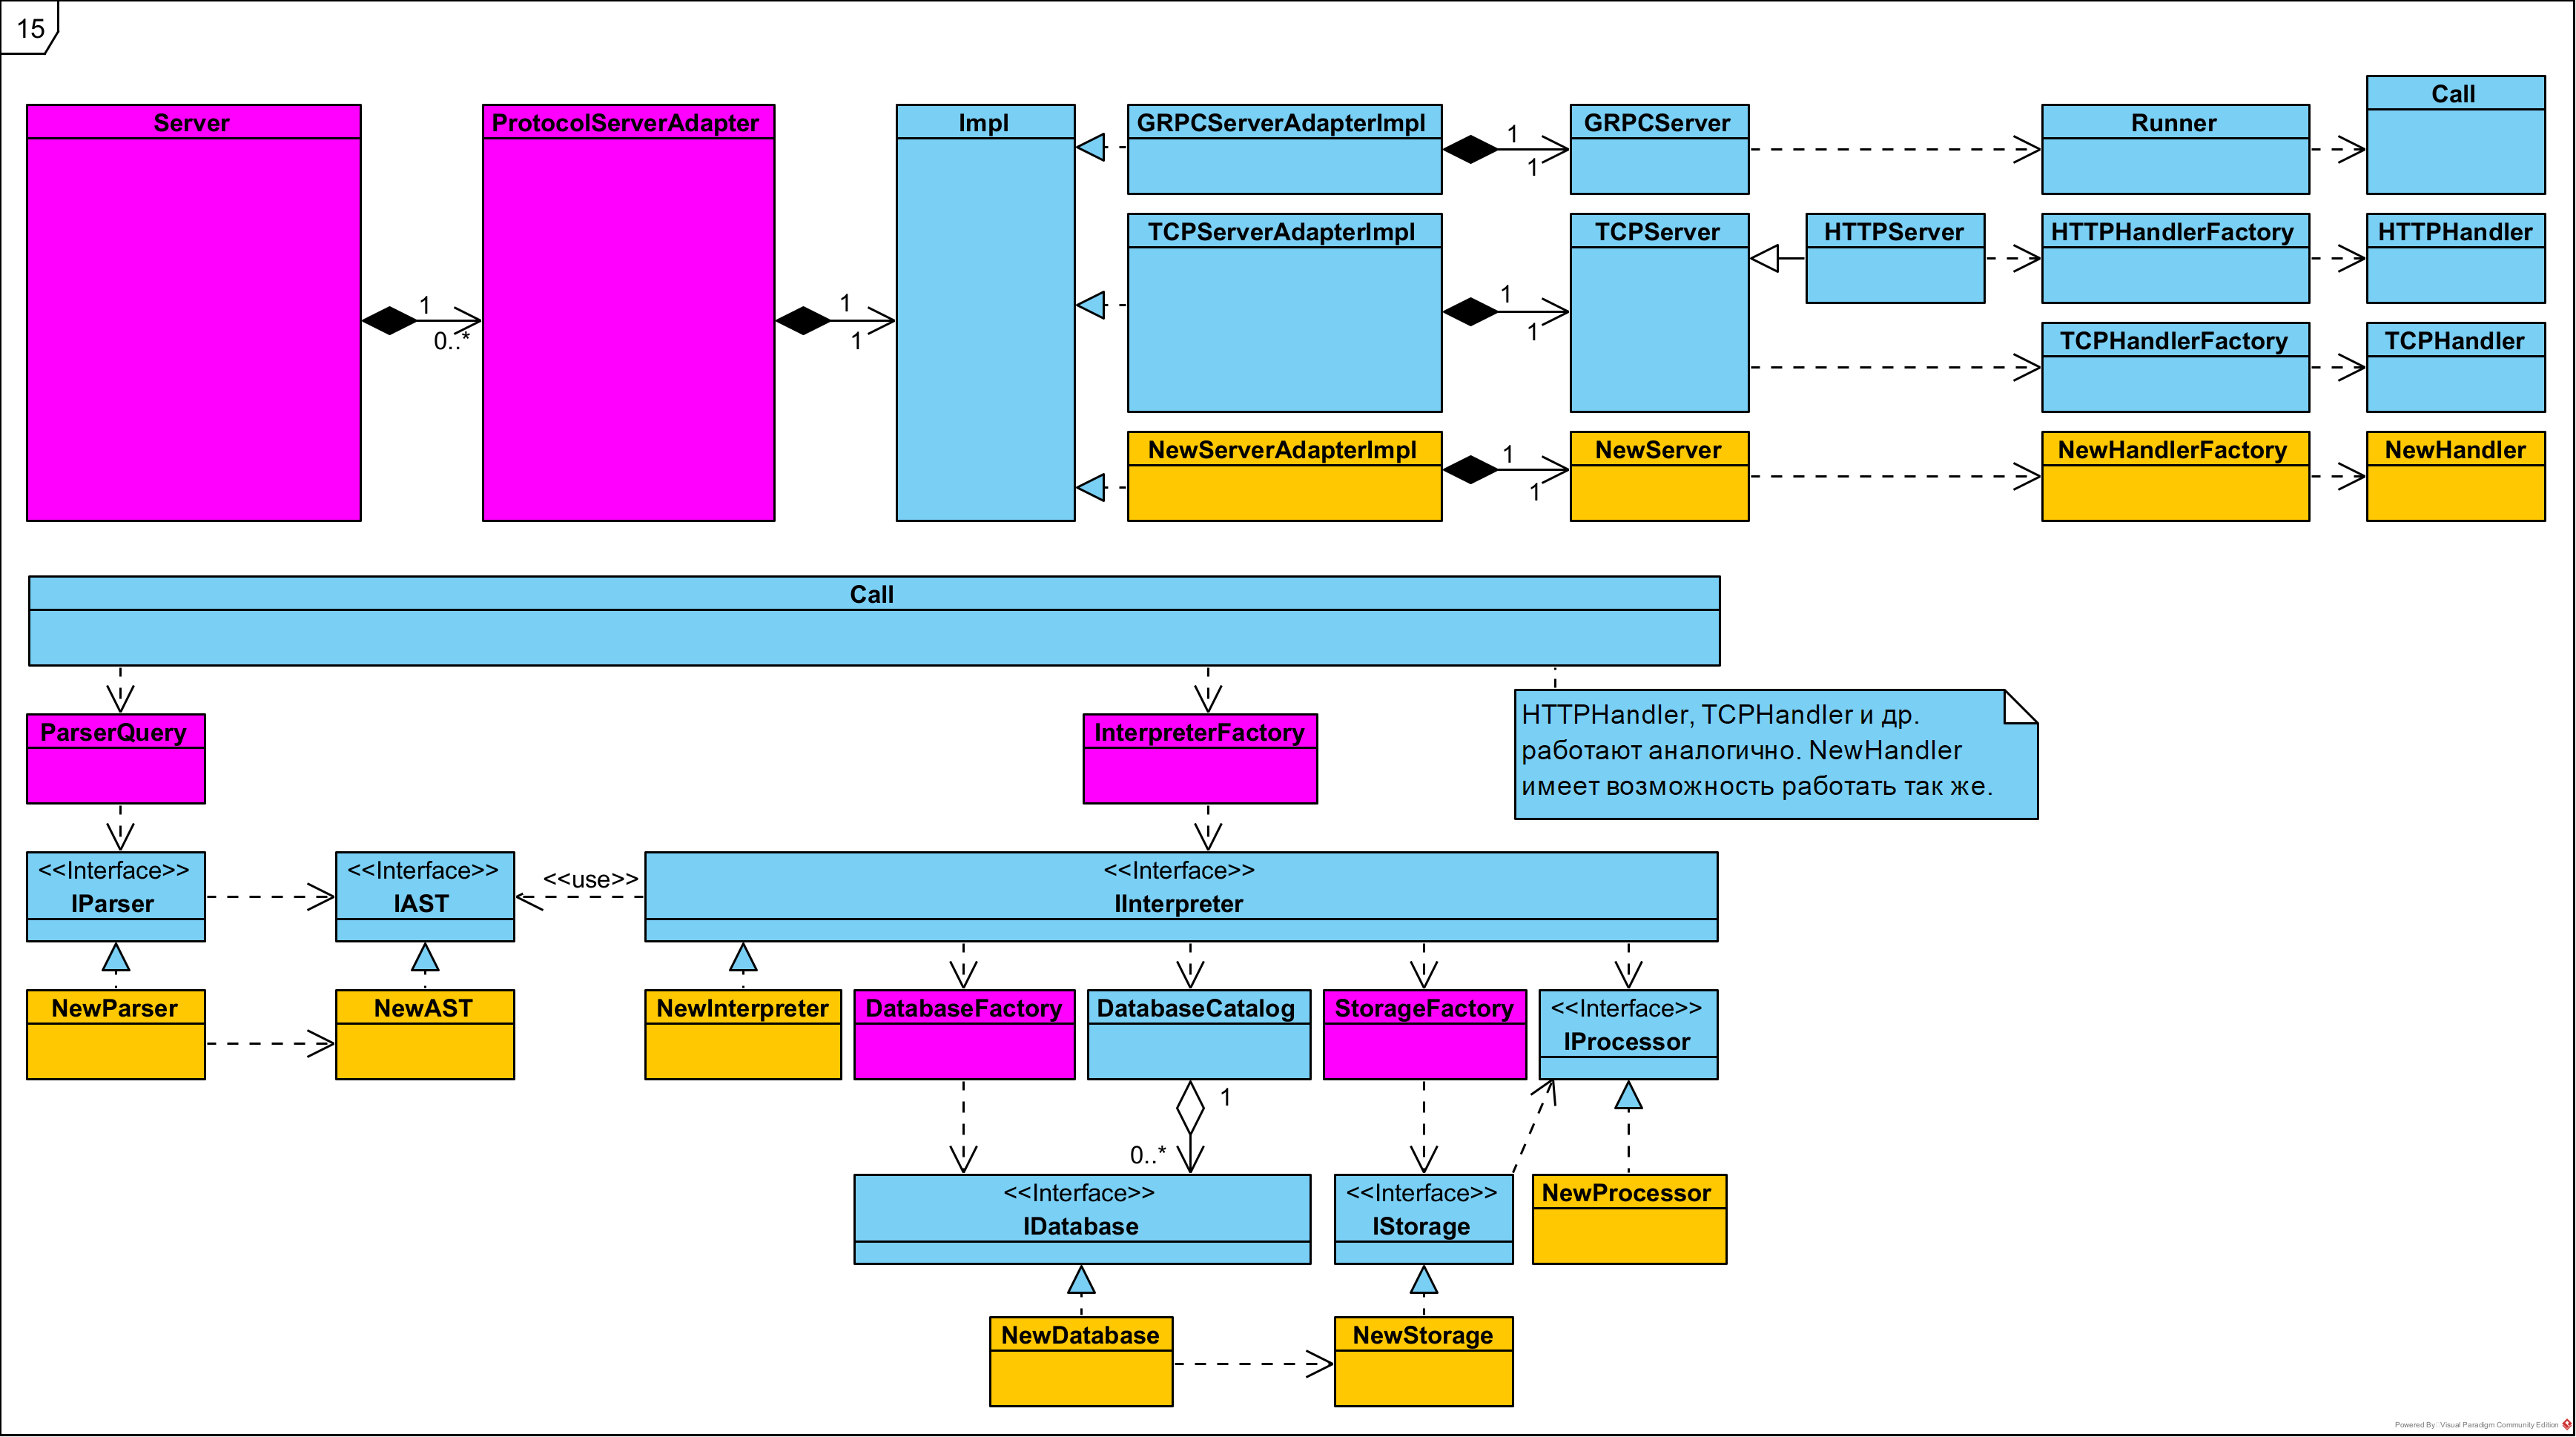 15
Server
ProtocolServerAdapter
Impl
GRPCServerAdapterImpl
GRPCServer
Runner
Call
1
1
TCPServerAdapterImpl
TCPServer
HTTPServer
HTTPHandlerFactory
HTTPHandler
1
0..*
1
1
1
1
TCPHandlerFactory
TCPHandler
NewServerAdapterImpl
NewServer
NewHandlerFactory
NewHandler
1
1
Call
ParserQuery
InterpreterFactory
HTTPHandler, TCPHandler и др.
работают аналогично. NewHandler
имеет возможность работать так же.
<<Interface>>
IParser
<<Interface>>
IAST
<<use>>
<<Interface>>
IInterpreter
NewParser
NewAST
NewInterpreter
DatabaseFactory
DatabaseCatalog
StorageFactory
<<Interface>>
IProcessor
1
0..*
<<Interface>>
IDatabase
<<Interface>>
IStorage
NewProcessor
NewDatabase
NewStorage
Powered By: Visual Paradigm Community Edition